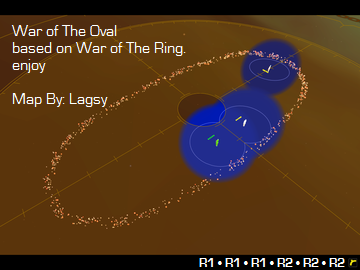 War of The Oval
based on War of The Ring.
enjoy
Map By: Lagsy
R1 • R1 • R1 • R2 • R2 • R2 r